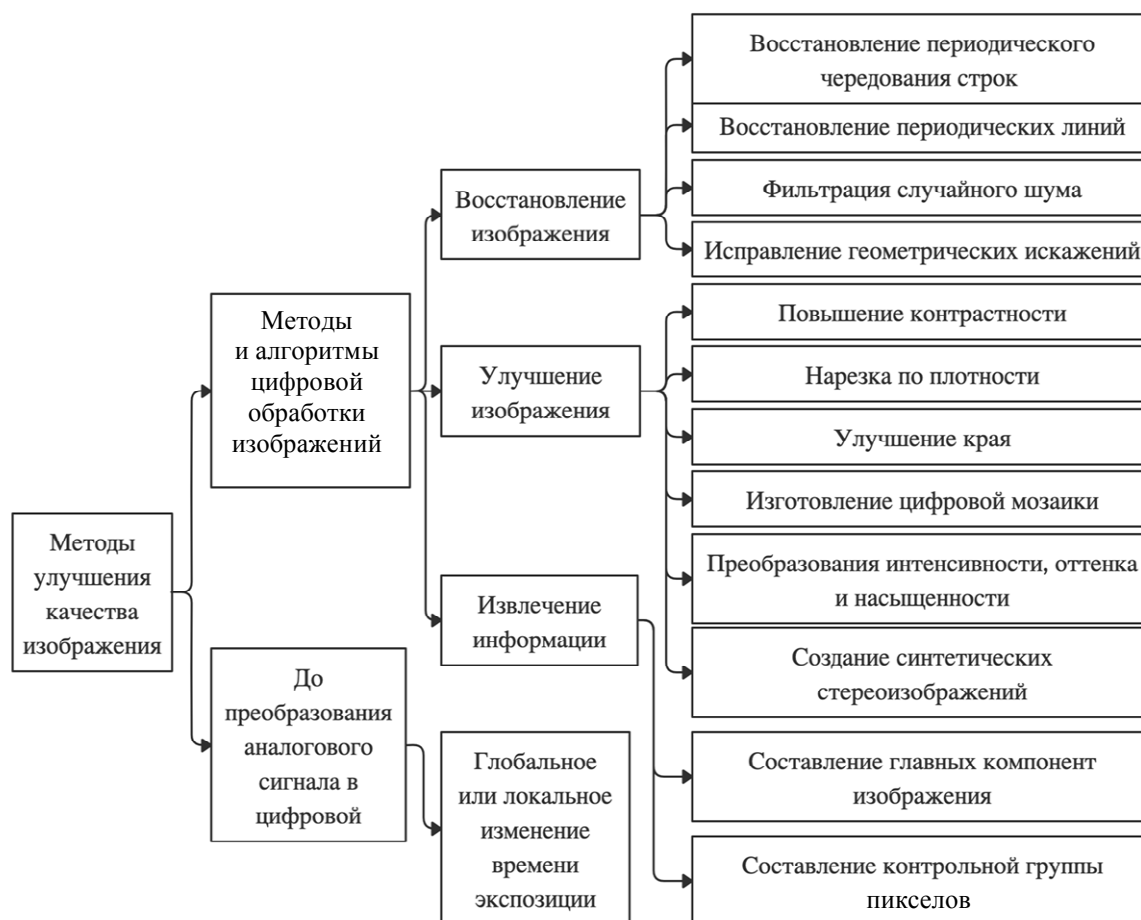 Методы
улучшения
качества
изображения
Методы
и алгоритмы
цифровой
обработки
изображений
До
преобразования
аналогового
сигнала в
цифровой
Восстановление
изображения
Улучшение
изображения
Извлечение
информации
Глобальное
или локальное
изменение
времени
экспозиции
Восстановление периодического
чередования строк
Восстановление периодических линий
Фильтрация случайного шума
Исправление геометрических искажений
Повышение контрастности
Нарезка по плотности
Улучшение края
Изготовление цифровой мозаики
Преобразования интенсивности, оттенка
и насыщенности
Создание синтетических
стереоизображений
Составление главных компонент
изображения
Составление контрольной группы
пикселов